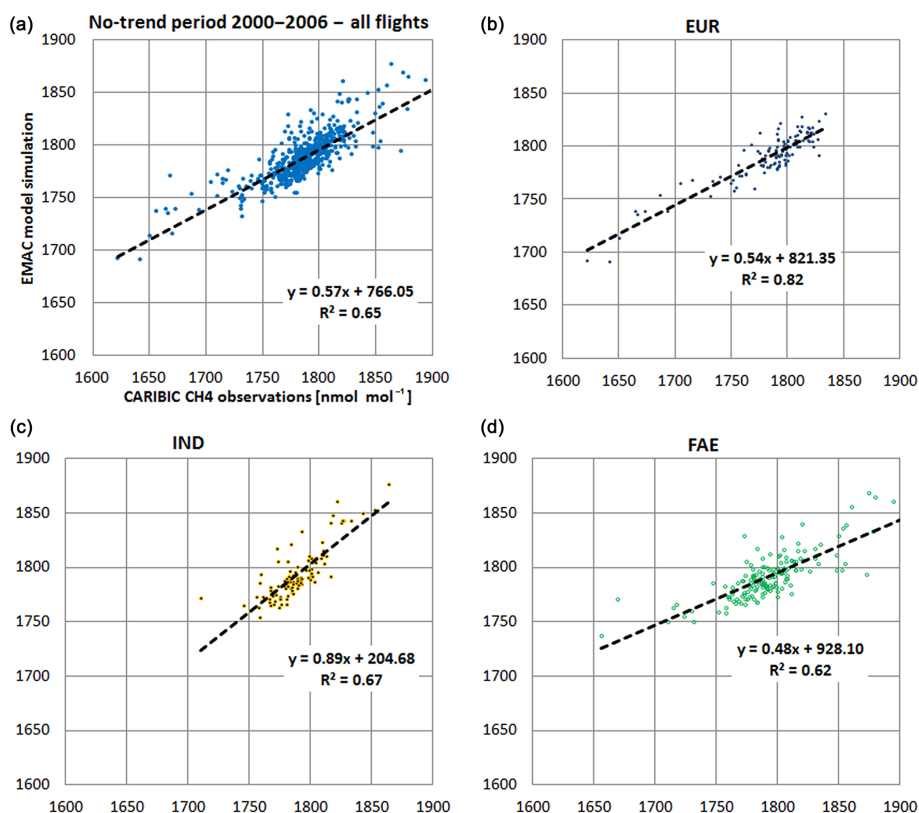 (a)
No-trend period 2000–2006 – all flights
1900
1850
1800
1750
1700
1650
1600
EMAC model simulation
y = 0.57x + 766.05
R² = 0.65
1600 1650 1700 1750 1800 1850 1900
CARIBIC CH4 observations [nmol mol⁻¹]
(b)
EUR
1900
1850
1800
1750
1700
1650
1600
y = 0.54x + 821.35
R² = 0.82
1600 1650 1700 1750 1800 1850 1900
(c)
IND
1900
1850
1800
1750
1700
1650
1600
y = 0.89x + 204.68
R² = 0.67
1600 1650 1700 1750 1800 1850 1900
(d)
FAE
1900
1850
1800
1750
1700
1650
1600
y = 0.48x + 928.10
R² = 0.62
1600 1650 1700 1750 1800 1850 1900